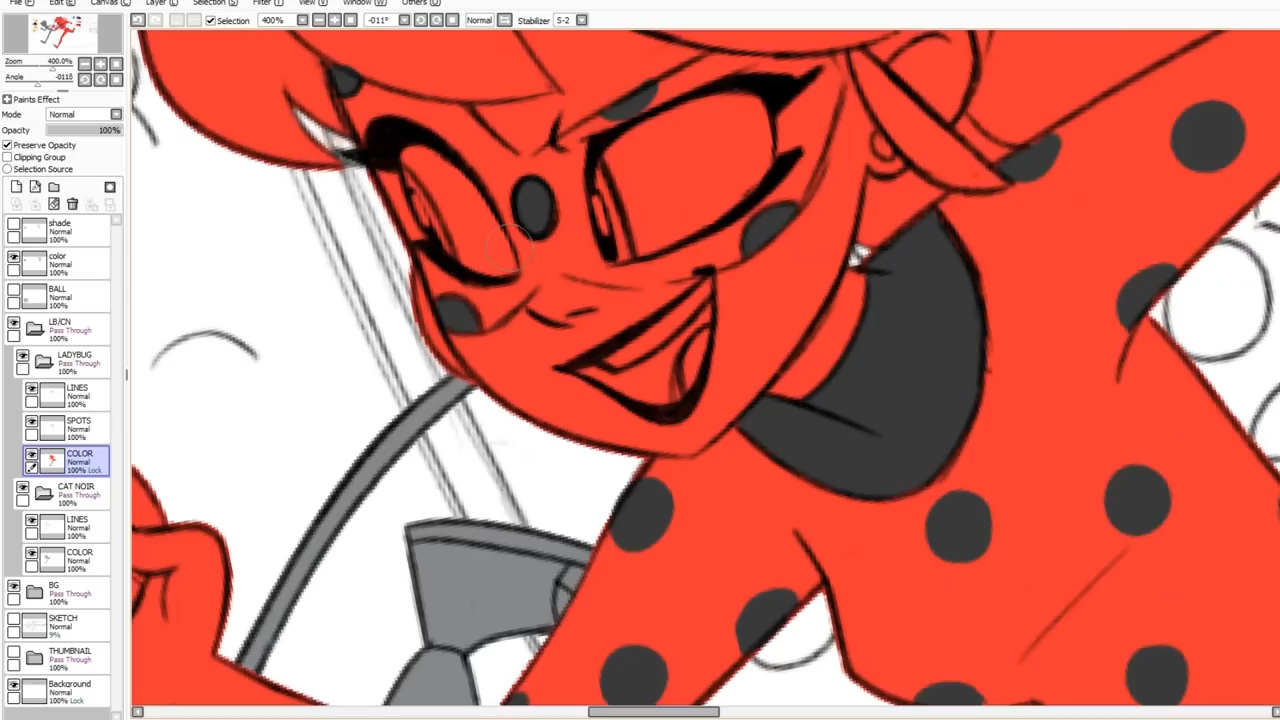 File (F) Edit (E) Canvas (C) Layer (L) Selection (S) Filter (T) View (V) Window (W) Others (O)
Selection 400% -011° Normal Stabilizer S-2
Zoom 400.0%
Angle -011ß
Paints Effect
Mode Normal
Opacity 100%
Preserve Opacity
Clipping Group
Selection Source
shade
Normal
100%
color
Normal
100%
BALL
Normal
100%
LB/CN
Pass Through
100%
LADYBUG
Pass Through
100%
LINES
Normal
100%
SPOTS
Normal
100%
COLOR
Normal
100% Lock
CAT NOIR
Pass Through
100%
LINES
Normal
100%
COLOR
Normal
100%
BG
Pass Through
100%
SKETCH
Normal
9%
THUMBNAIL
Pass Through
100%
Background
Normal
100% Lock